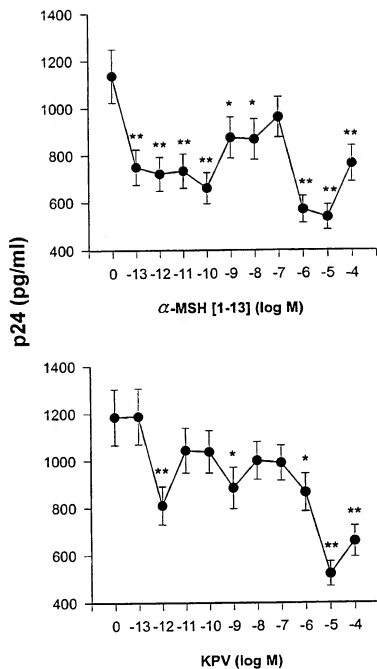 1400
1200
1000
800
600
400
** ** ** ** * * ** ** **
0 -13 -12 -11 -10 -9 -8 -7 -6 -5 -4
α-MSH [1-13] (log M)
p24 (pg/ml)
1400
1200
1000
800
600
400
** * * ** **
0 -13 -12 -11 -10 -9 -8 -7 -6 -5 -4
KPV (log M)